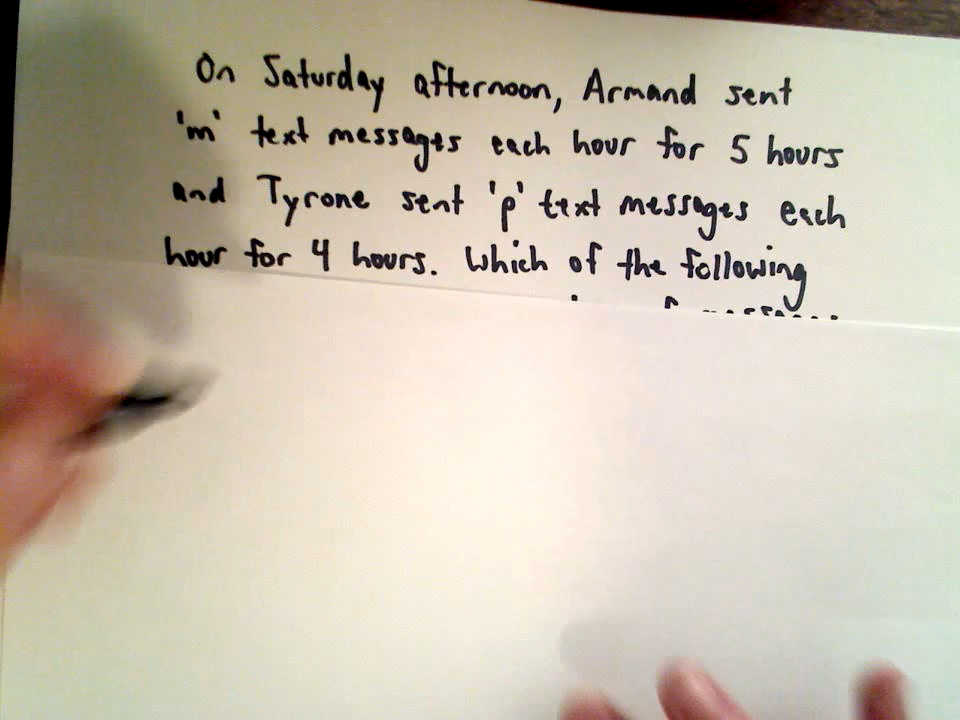 On Saturday afternoon, Armand sent
'm' text messages each hour for 5 hours
and Tyrone sent 'p' text messages each
hour for 4 hours. Which of the following